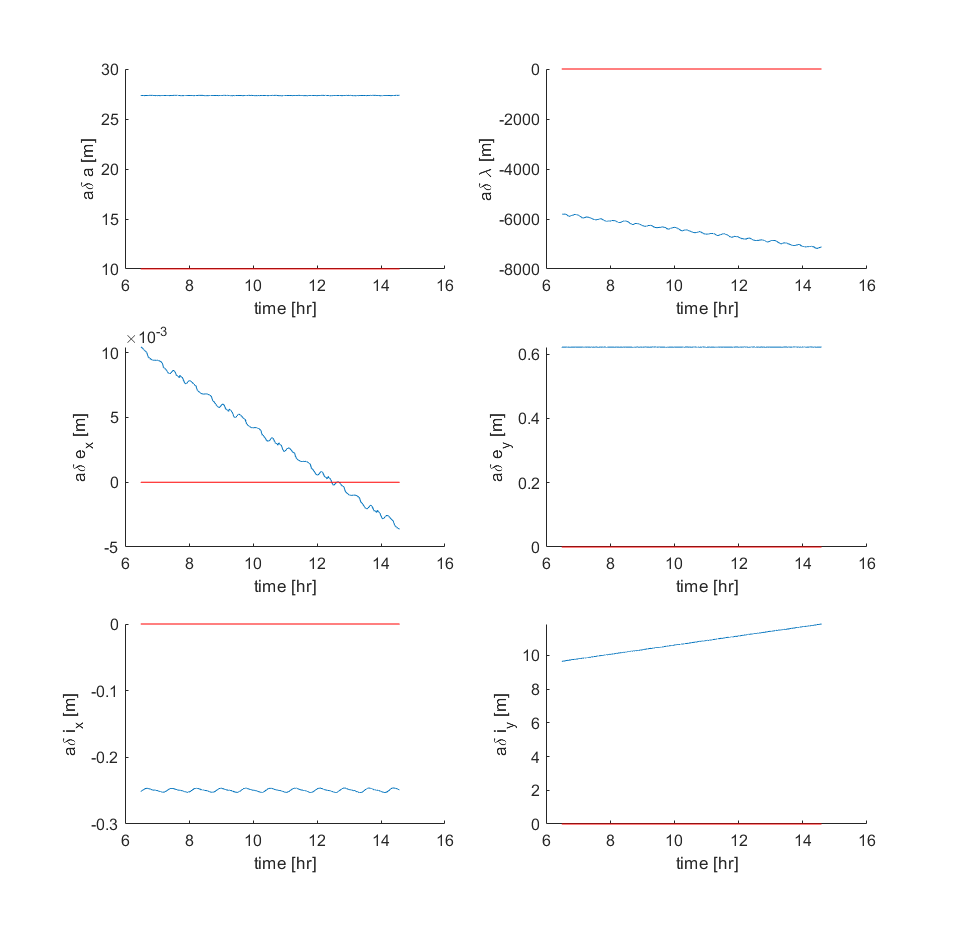 30
25
20
15
10
6 8 10 12 14 16
aδ a [m]
time [hr]
0
-2000
-4000
-6000
-8000
6 8 10 12 14 16
aδ λ [m]
time [hr]
×10⁻³
10
5
0
-5
6 8 10 12 14 16
aδ eₓ [m]
time [hr]
0.6
0.4
0.2
0
6 8 10 12 14 16
aδ e_y [m]
time [hr]
0
-0.1
-0.2
-0.3
6 8 10 12 14 16
aδ iₓ [m]
time [hr]
10
8
6
4
2
0
6 8 10 12 14 16
aδ i_y [m]
time [hr]